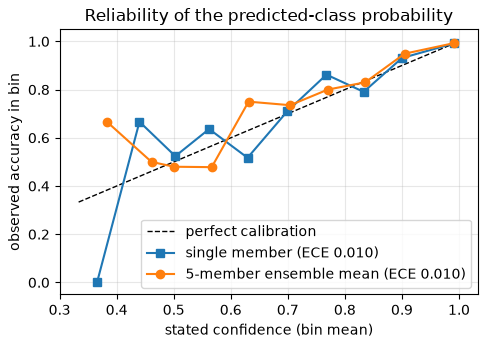 Reliability of the predicted-class probability
observed accuracy in bin
1.0
0.8
0.6
0.4
0.2
0.0
perfect calibration
single member (ECE 0.010)
5-member ensemble mean (ECE 0.010)
0.3 0.4 0.5 0.6 0.7 0.8 0.9 1.0
stated confidence (bin mean)